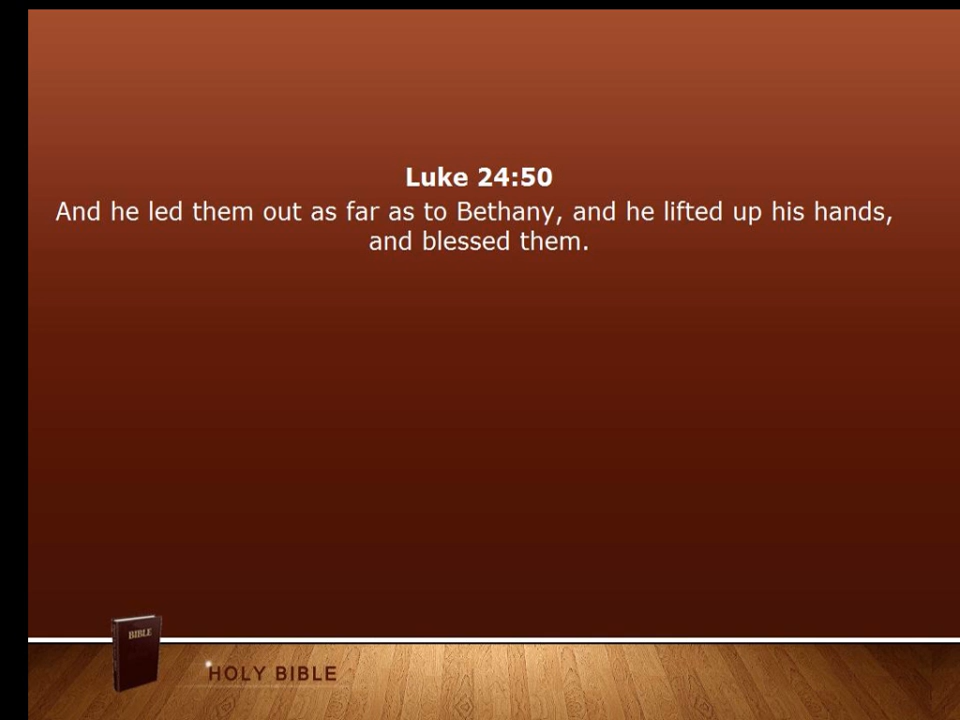 Luke 24:50
And he led them out as far as to Bethany, and he lifted up his hands,
and blessed them.
BIBLE
HOLY BIBLE